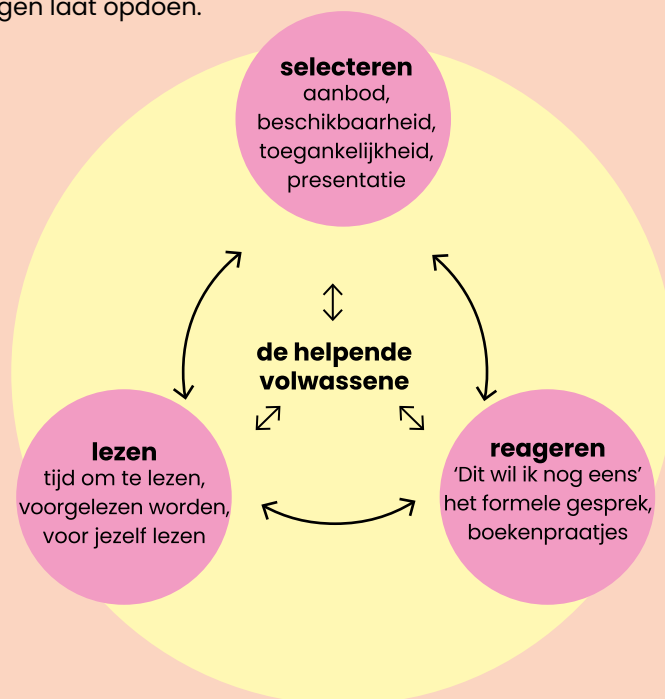 gen laat opdoen.
selecteren
aanbod,
beschikbaarheid,
toegankelijkheid,
presentatie
de helpende
volwassene
lezen
tijd om te lezen,
voorgelezen worden,
voor jezelf lezen
reageren
‘Dit wil ik nog eens’
het formele gesprek,
boekenpraatjes